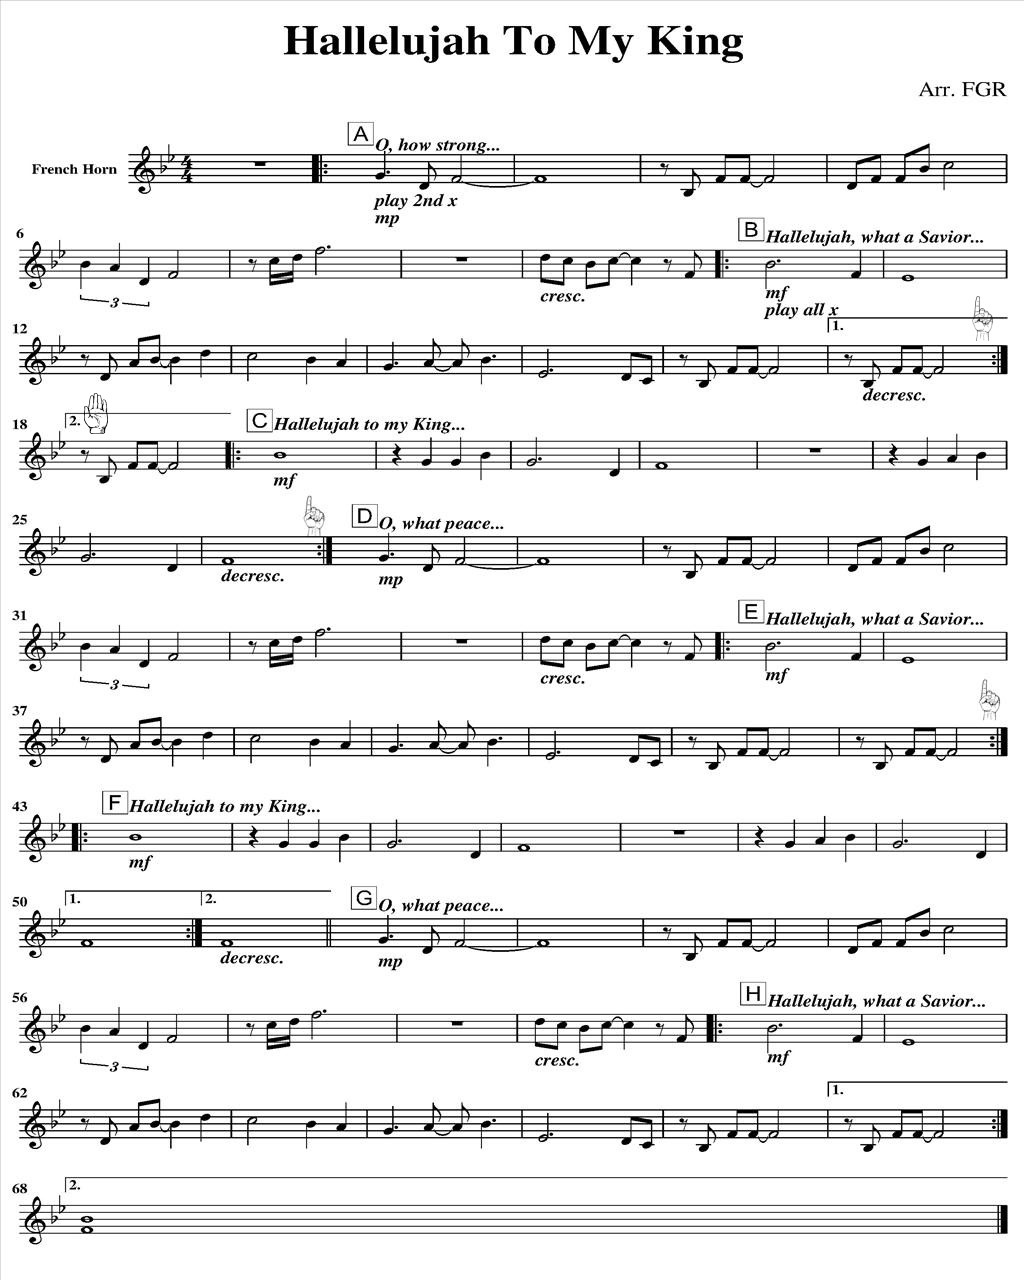 Hallelujah To My King
Arr. FGR
A O, how strong...
French Horn
play 2nd x
mp
6 B Hallelujah, what a Savior...
3 cresc. mf
play all x
12 1.
decresc.
18 2. C Hallelujah to my King...
mf
25 D O, what peace...
decresc. mp
31 E Hallelujah, what a Savior...
3 cresc. mf
37
43 F Hallelujah to my King...
mf
50 1. 2. G O, what peace...
decresc. mp
56 H Hallelujah, what a Savior...
3 cresc. mf
62 1.
68 2.